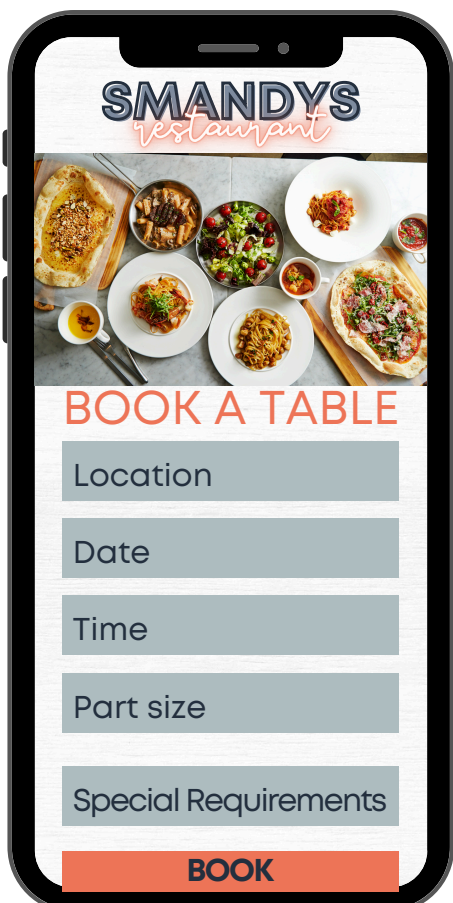 SMANDYS
restaurant
BOOK A TABLE
Location
Date
Time
Part size
Special Requirements
BOOK